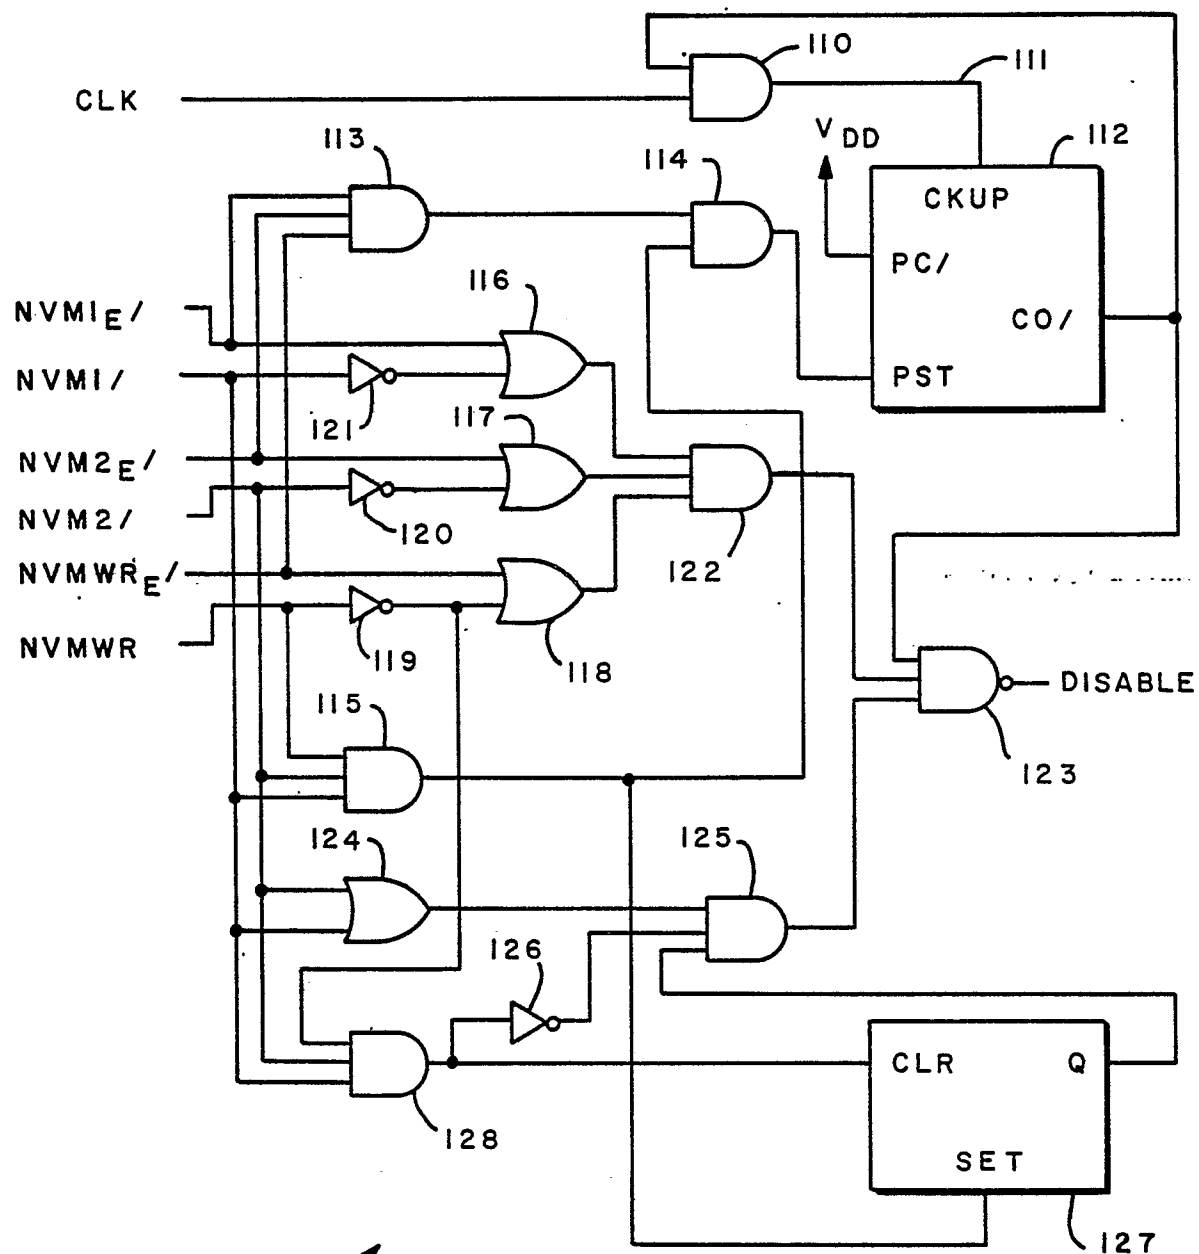 110
111
CLK
113
114
V DD
112
CKUP
PC/
CO/
PST
NVM1E/
116
NVM1/
121
117
NVM2E/
NVM2/
120
122
NVMWRE/
NVMWR
119
118
115
DISABLE
123
124
125
126
CLR
Q
128
SET
127